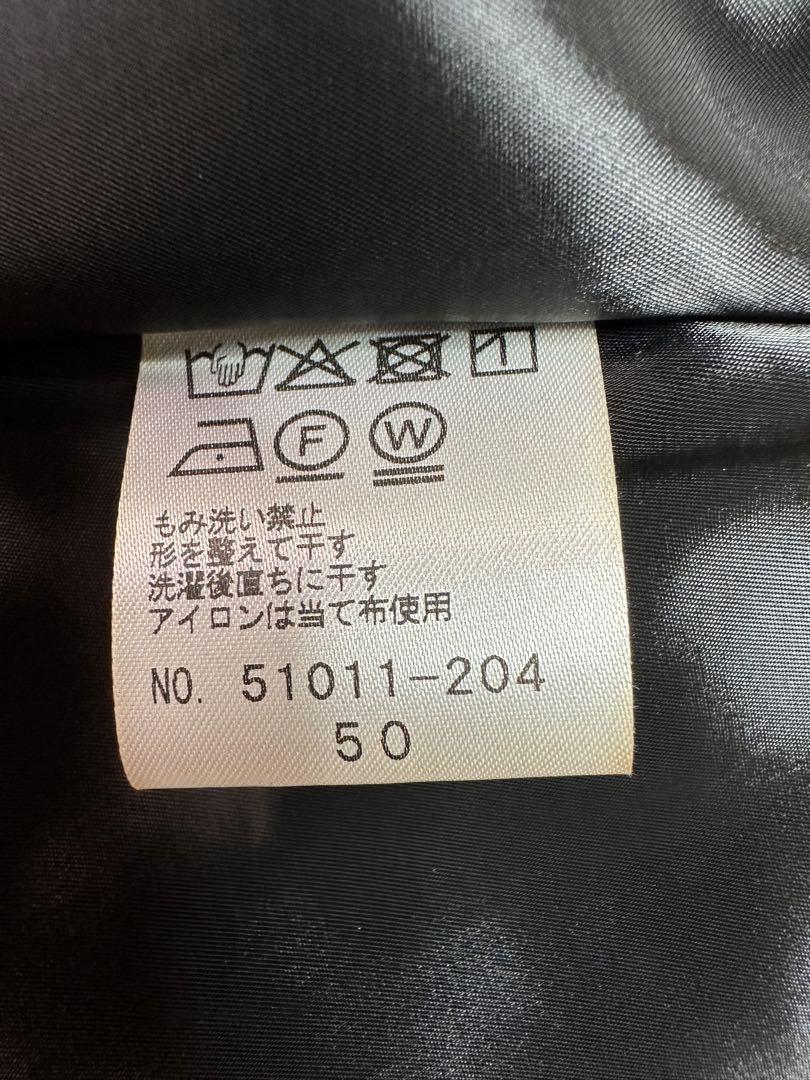 F W
もみ洗い禁止
形を整えて干す
洗濯後直ちに干す
アイロンは当て布使用
NO. 51011-204
50